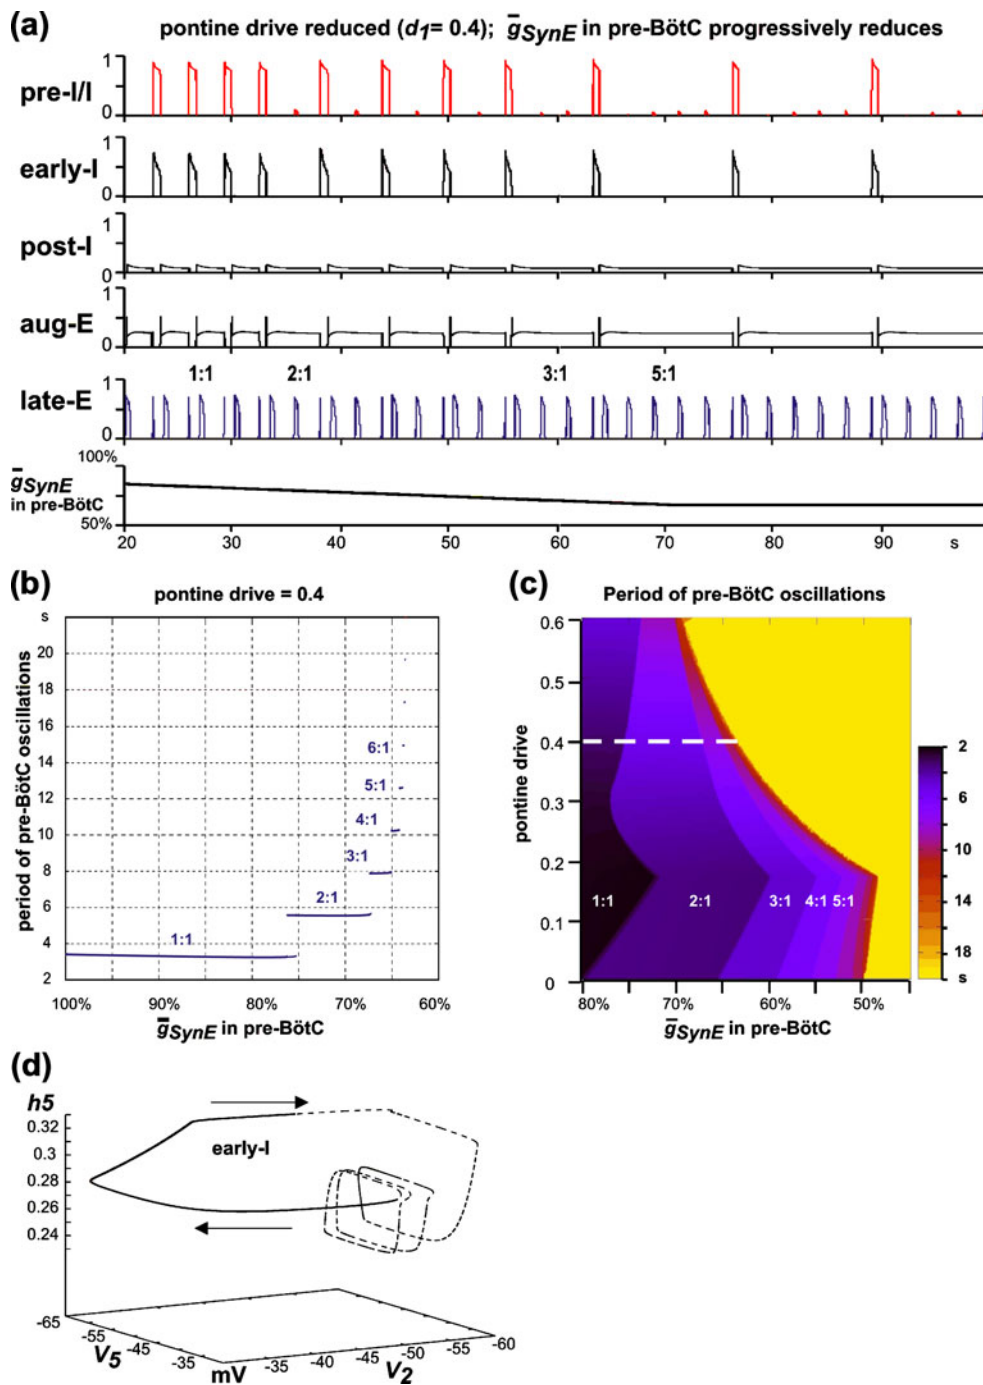 (a) pontine drive reduced (d1= 0.4); g̅SynE in pre-BötC progressively reduces
pre-I/I 1 0
early-I 1 0
post-I 1 0
aug-E 1 0
1:1 2:1 3:1 5:1
late-E 1 0
g̅SynE in pre-BötC 100% 50%
20 30 40 50 60 70 80 90 s
(b) pontine drive = 0.4
s
period of pre-BötC oscillations
20
18
16
14
12
10
8
6
4
2
6:1
5:1
4:1
3:1
2:1
1:1
100% 90% 80% 70% 60%
g̅SynE in pre-BötC
(c) Period of pre-BötC oscillations
pontine drive
0.6
0.5
0.4
0.3
0.2
0.1
0
1:1 2:1 3:1 4:1 5:1
80% 70% 60% 50%
g̅SynE in pre-BötC
2
6
10
14
18
s
(d)
h5
0.32
0.3
0.28
0.26
0.24
early-I
-65 -55 -45 -35
V5
mV
-35 -40 -45 -50 -55 -60
V2